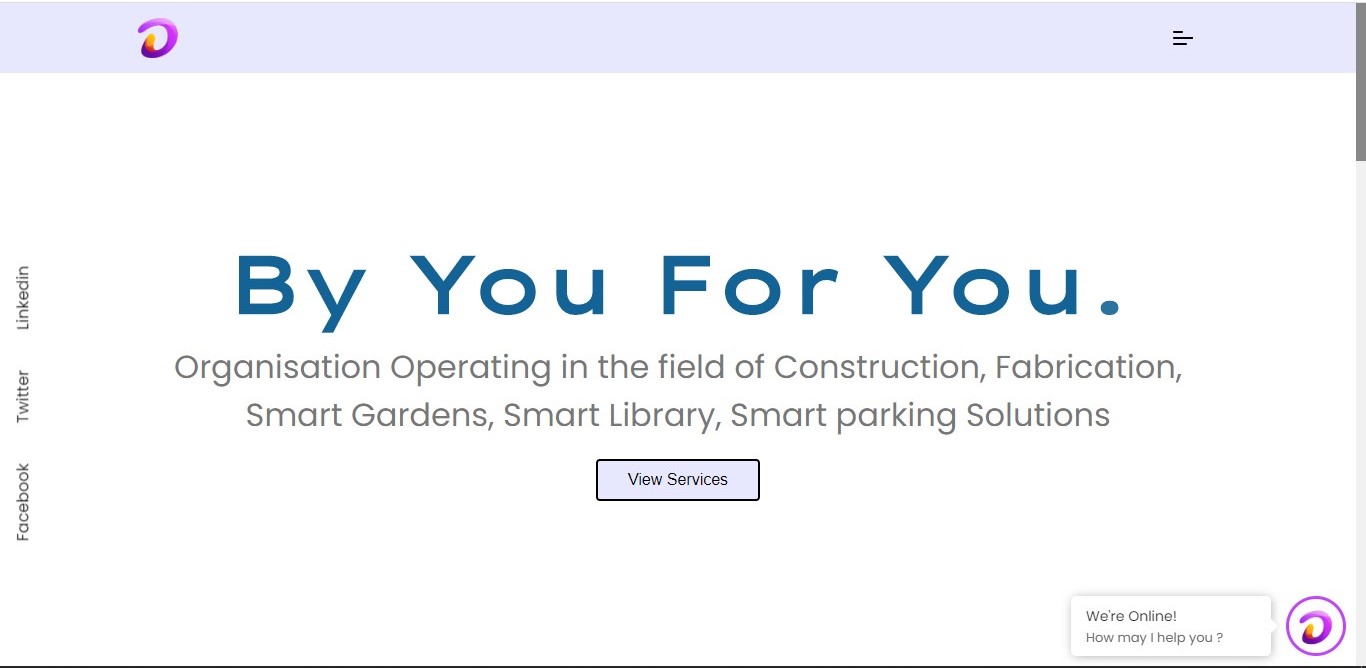 By You For You.
Organisation Operating in the field of Construction, Fabrication,
Smart Gardens, Smart Library, Smart parking Solutions
View Services
Linkedin
Twitter
Facebook
We're Online!
How may I help you ?